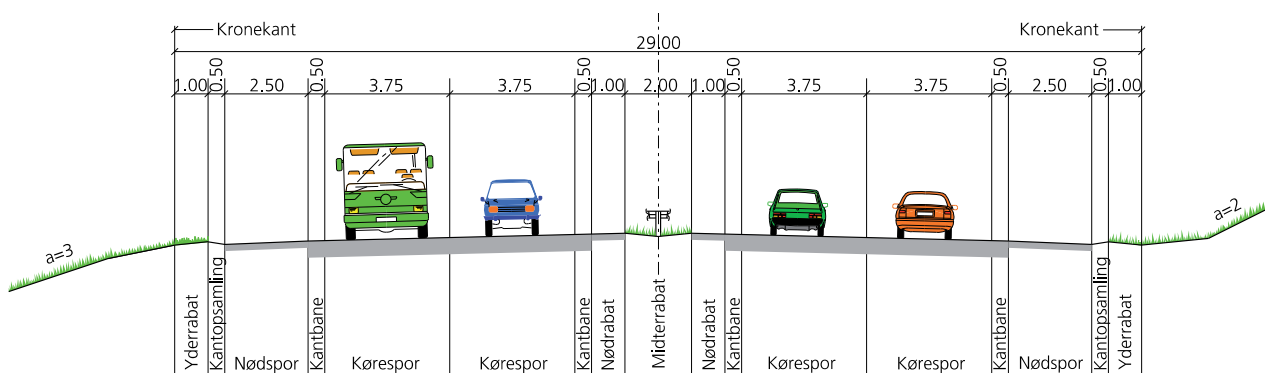 Kronekant Kronekant
29.00
1.00 0.50 2.50 0.50 3.75 3.75 0.50 1.00 2.00 1.00 0.50 3.75 3.75 0.50 2.50 0.50 1.00
a=3 a=2
Yderrabat Kantopsamling Nødspor Kantbane Kørespor Kørespor Kantbane Nødrabat Midterrabat Nødrabat Kantbane Kørespor Kørespor Kantbane Nødspor Kantopsamling Yderrabat